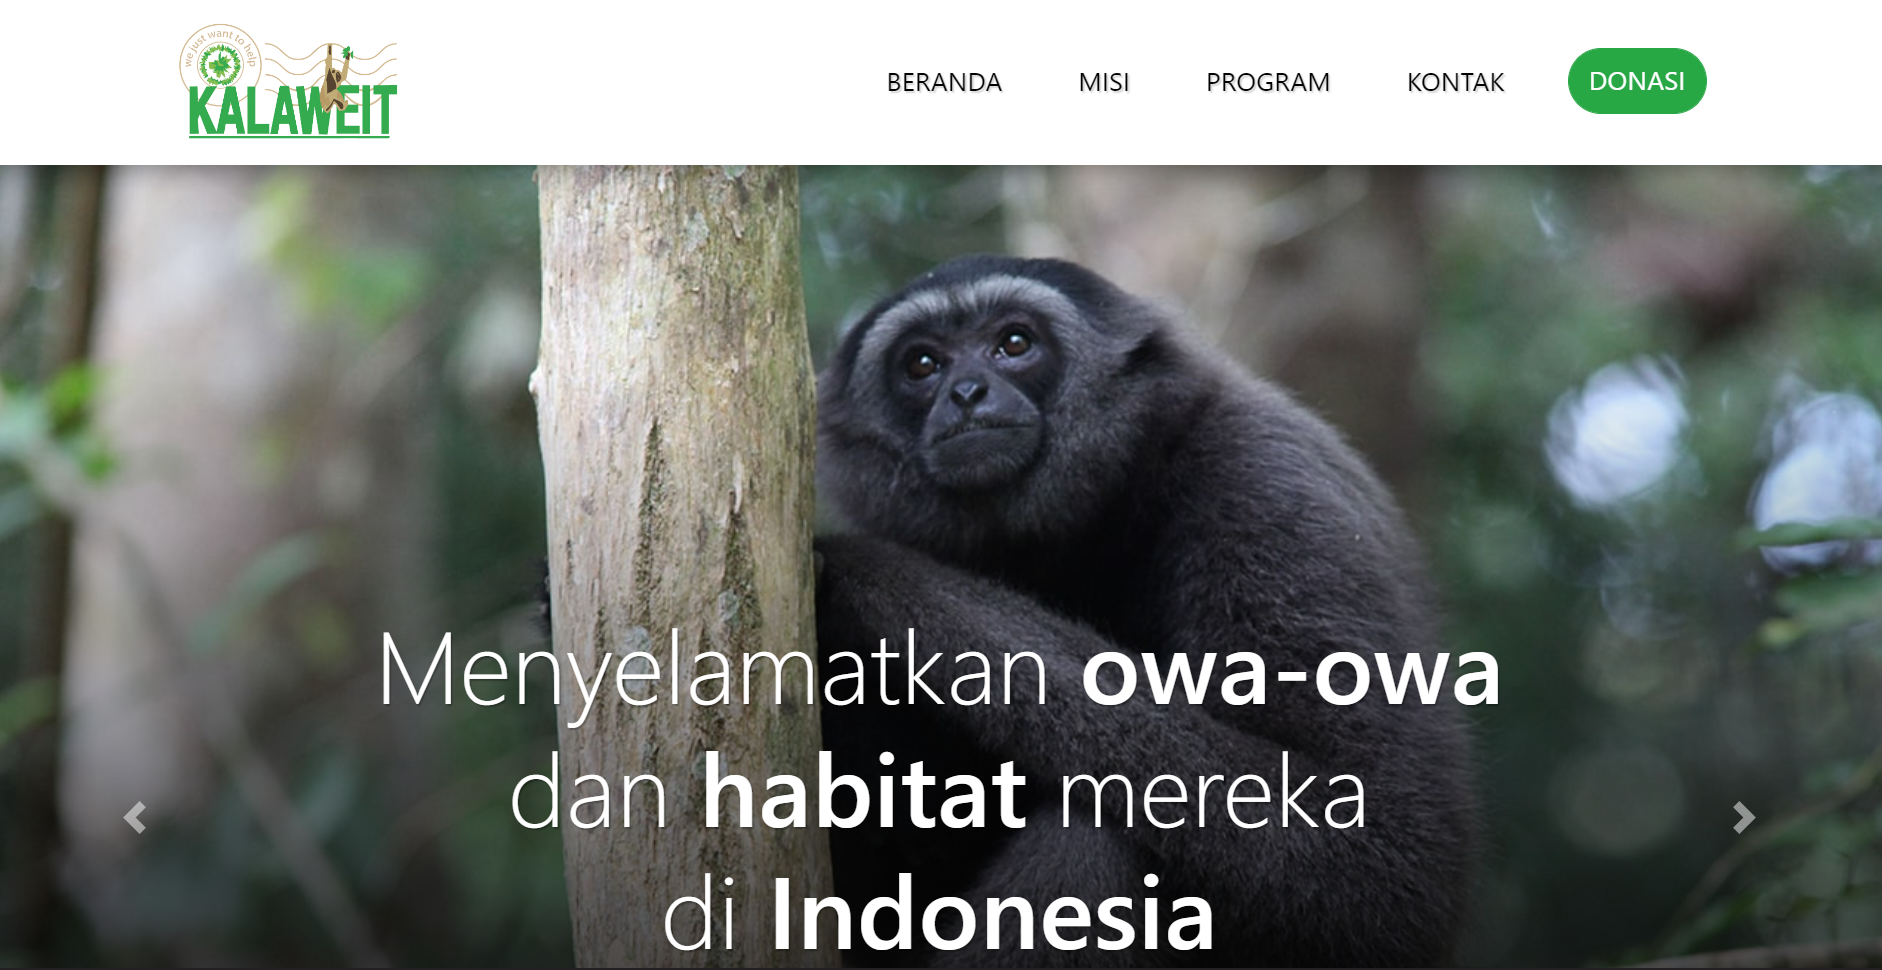 we just want to help
KALAWEIT
BERANDA
MISI
PROGRAM
KONTAK
DONASI
Menyelamatkan owa-owa
dan habitat mereka
di Indonesia